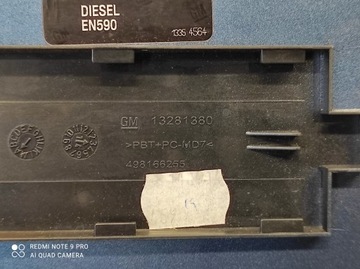 DIESEL
EN590
1335 4564
GM 13281380
>PBT+PC-MD7<
498166255
REDMI NOTE 9 PRO
AI QUAD CAMERA